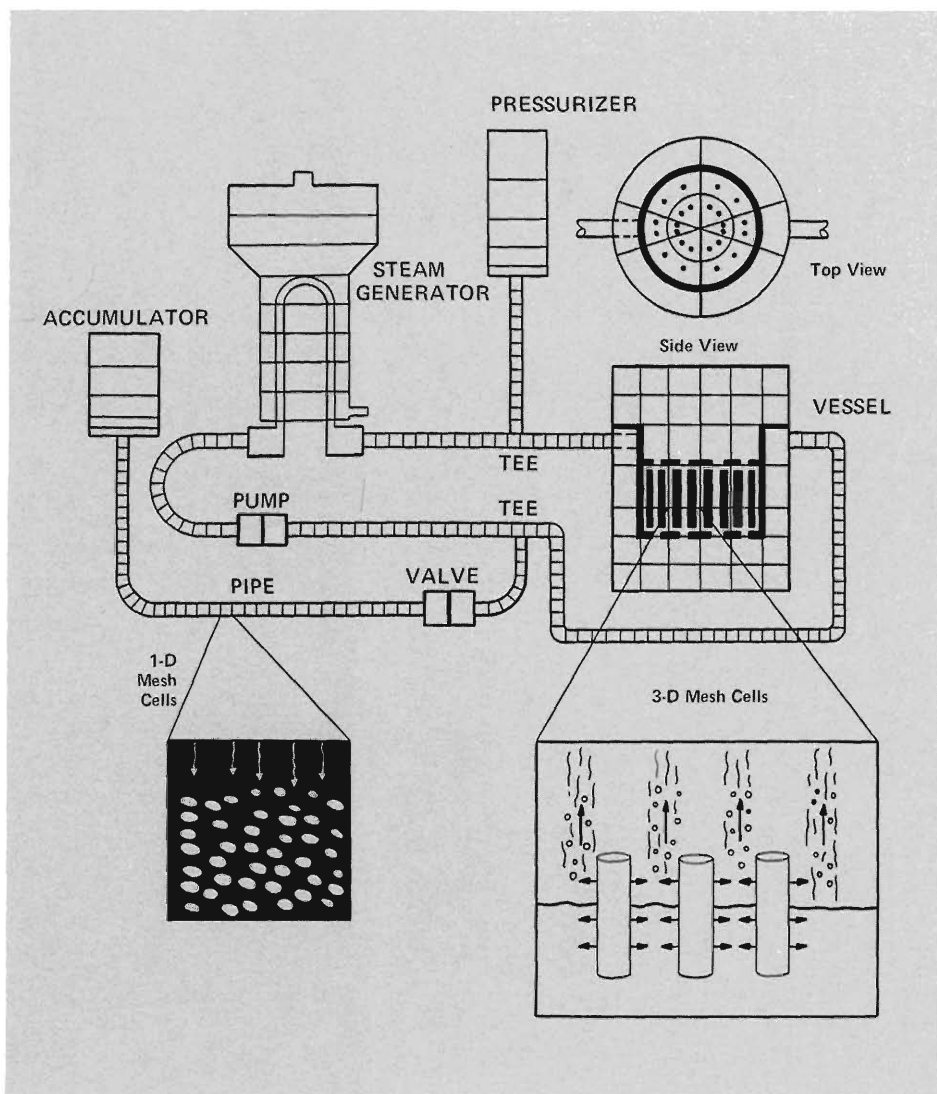 PRESSURIZER
Top View
STEAM
GENERATOR
ACCUMULATOR
Side View
VESSEL
TEE
PUMP
TEE
PIPE
VALVE
1-D
Mesh
Cells
3-D Mesh Cells